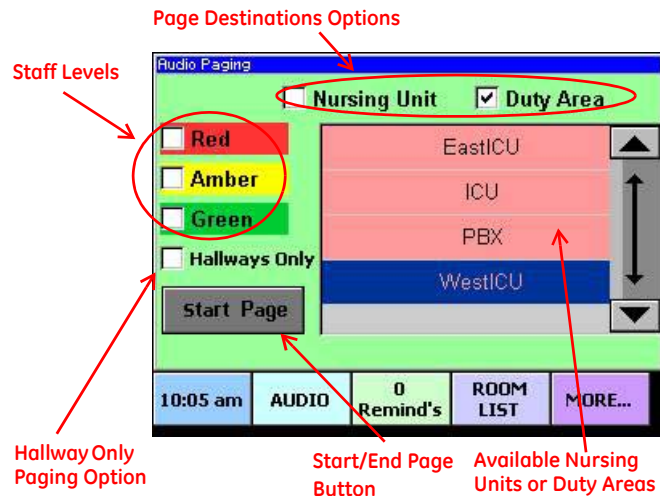 Page Destinations Options
Staff Levels
Audio Paging
Nursing Unit
Duty Area
Red
Amber
Green
Hallways Only
Start Page
EastICU
ICU
PBX
WestICU
10:05 am
AUDIO
0
Remind's
ROOM
LIST
MORE...
Hallway Only
Paging Option
Start/End Page
Button
Available Nursing
Units or Duty Areas